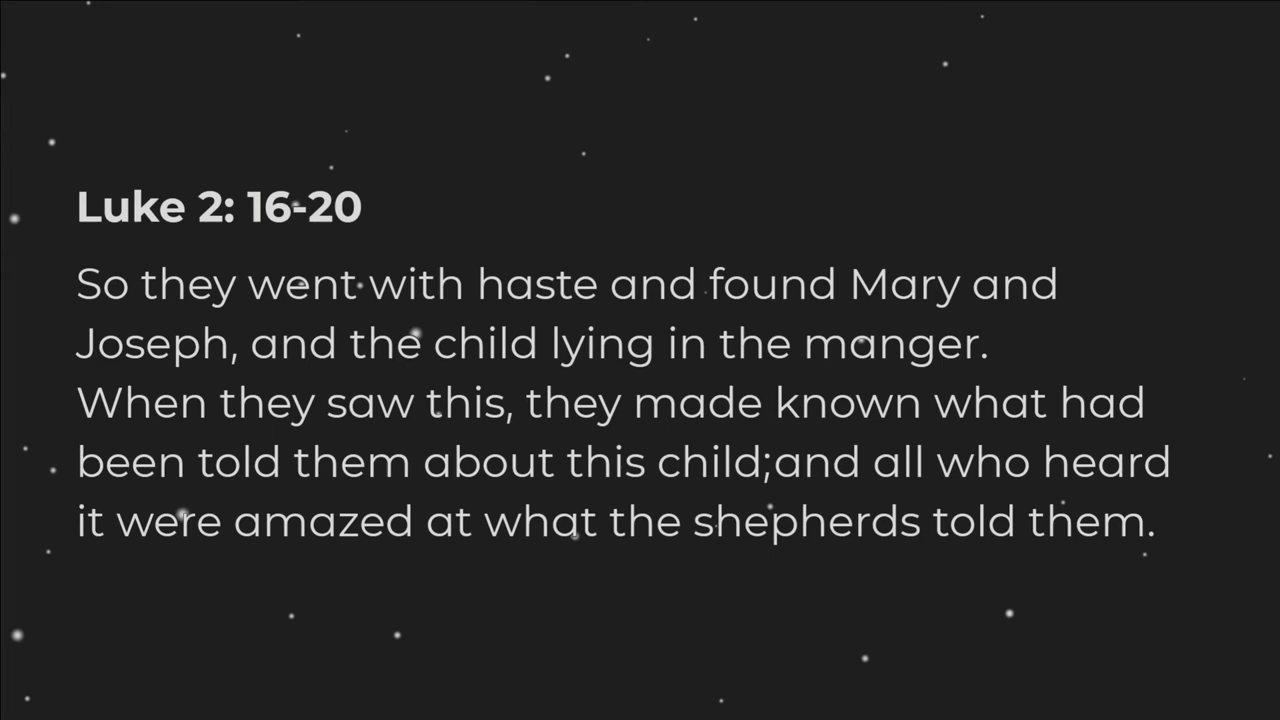 Luke 2: 16-20
So they went with haste and found Mary and
Joseph, and the child lying in the manger.
When they saw this, they made known what had
been told them about this child;and all who heard
it were amazed at what the shepherds told them.